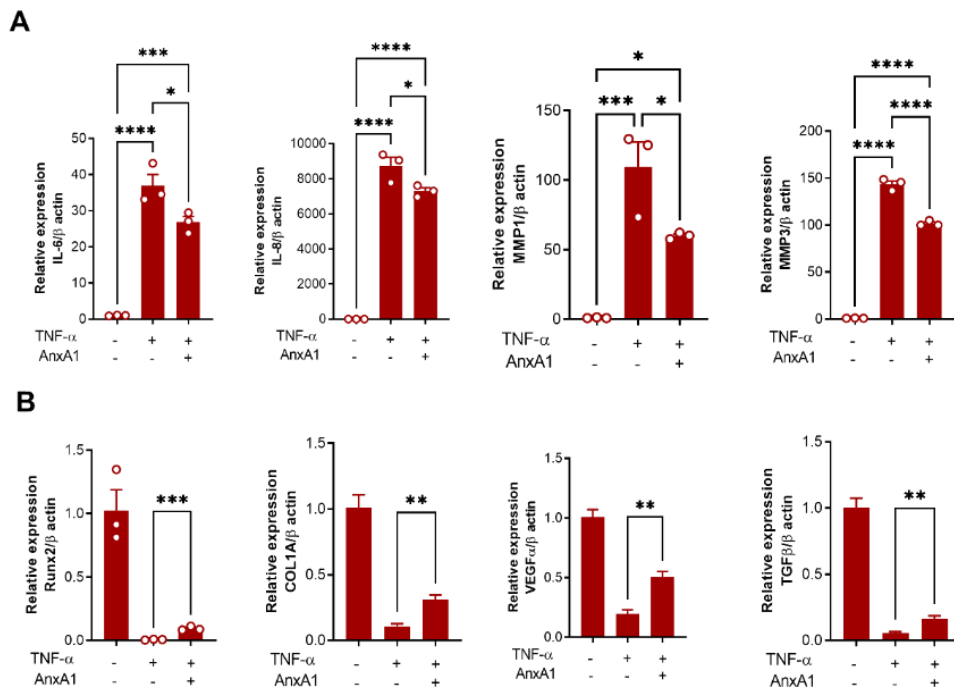 A
***
*
****
Relative expression
IL-6/β actin
50
40
30
20
10
0
TNF-α - + +
AnxA1 - - +
****
*
****
Relative expression
IL-8/β actin
10000
8000
6000
4000
2000
0
TNF-α - + +
AnxA1 - - +
*
***
*
Relative expression
MMP1/β actin
150
100
50
0
TNF-α - + +
AnxA1 - - +
****
****
****
Relative expression
MMP3/β actin
200
150
100
50
0
TNF-α - + +
AnxA1 - - +
B
***
Relative expression
Runx2/β actin
1.5
1.0
0.5
0.0
TNF-α - + +
AnxA1 - - +
**
Relative expression
COL1A/β actin
1.5
1.0
0.5
0.0
TNF-α - + +
AnxA1 - - +
**
Relative expression
VEGFα/β actin
1.5
1.0
0.5
0.0
TNF-α - + +
AnxA1 - - +
**
Relative expression
TGFβ/β actin
1.5
1.0
0.5
0.0
TNF-α - + +
AnxA1 - - +